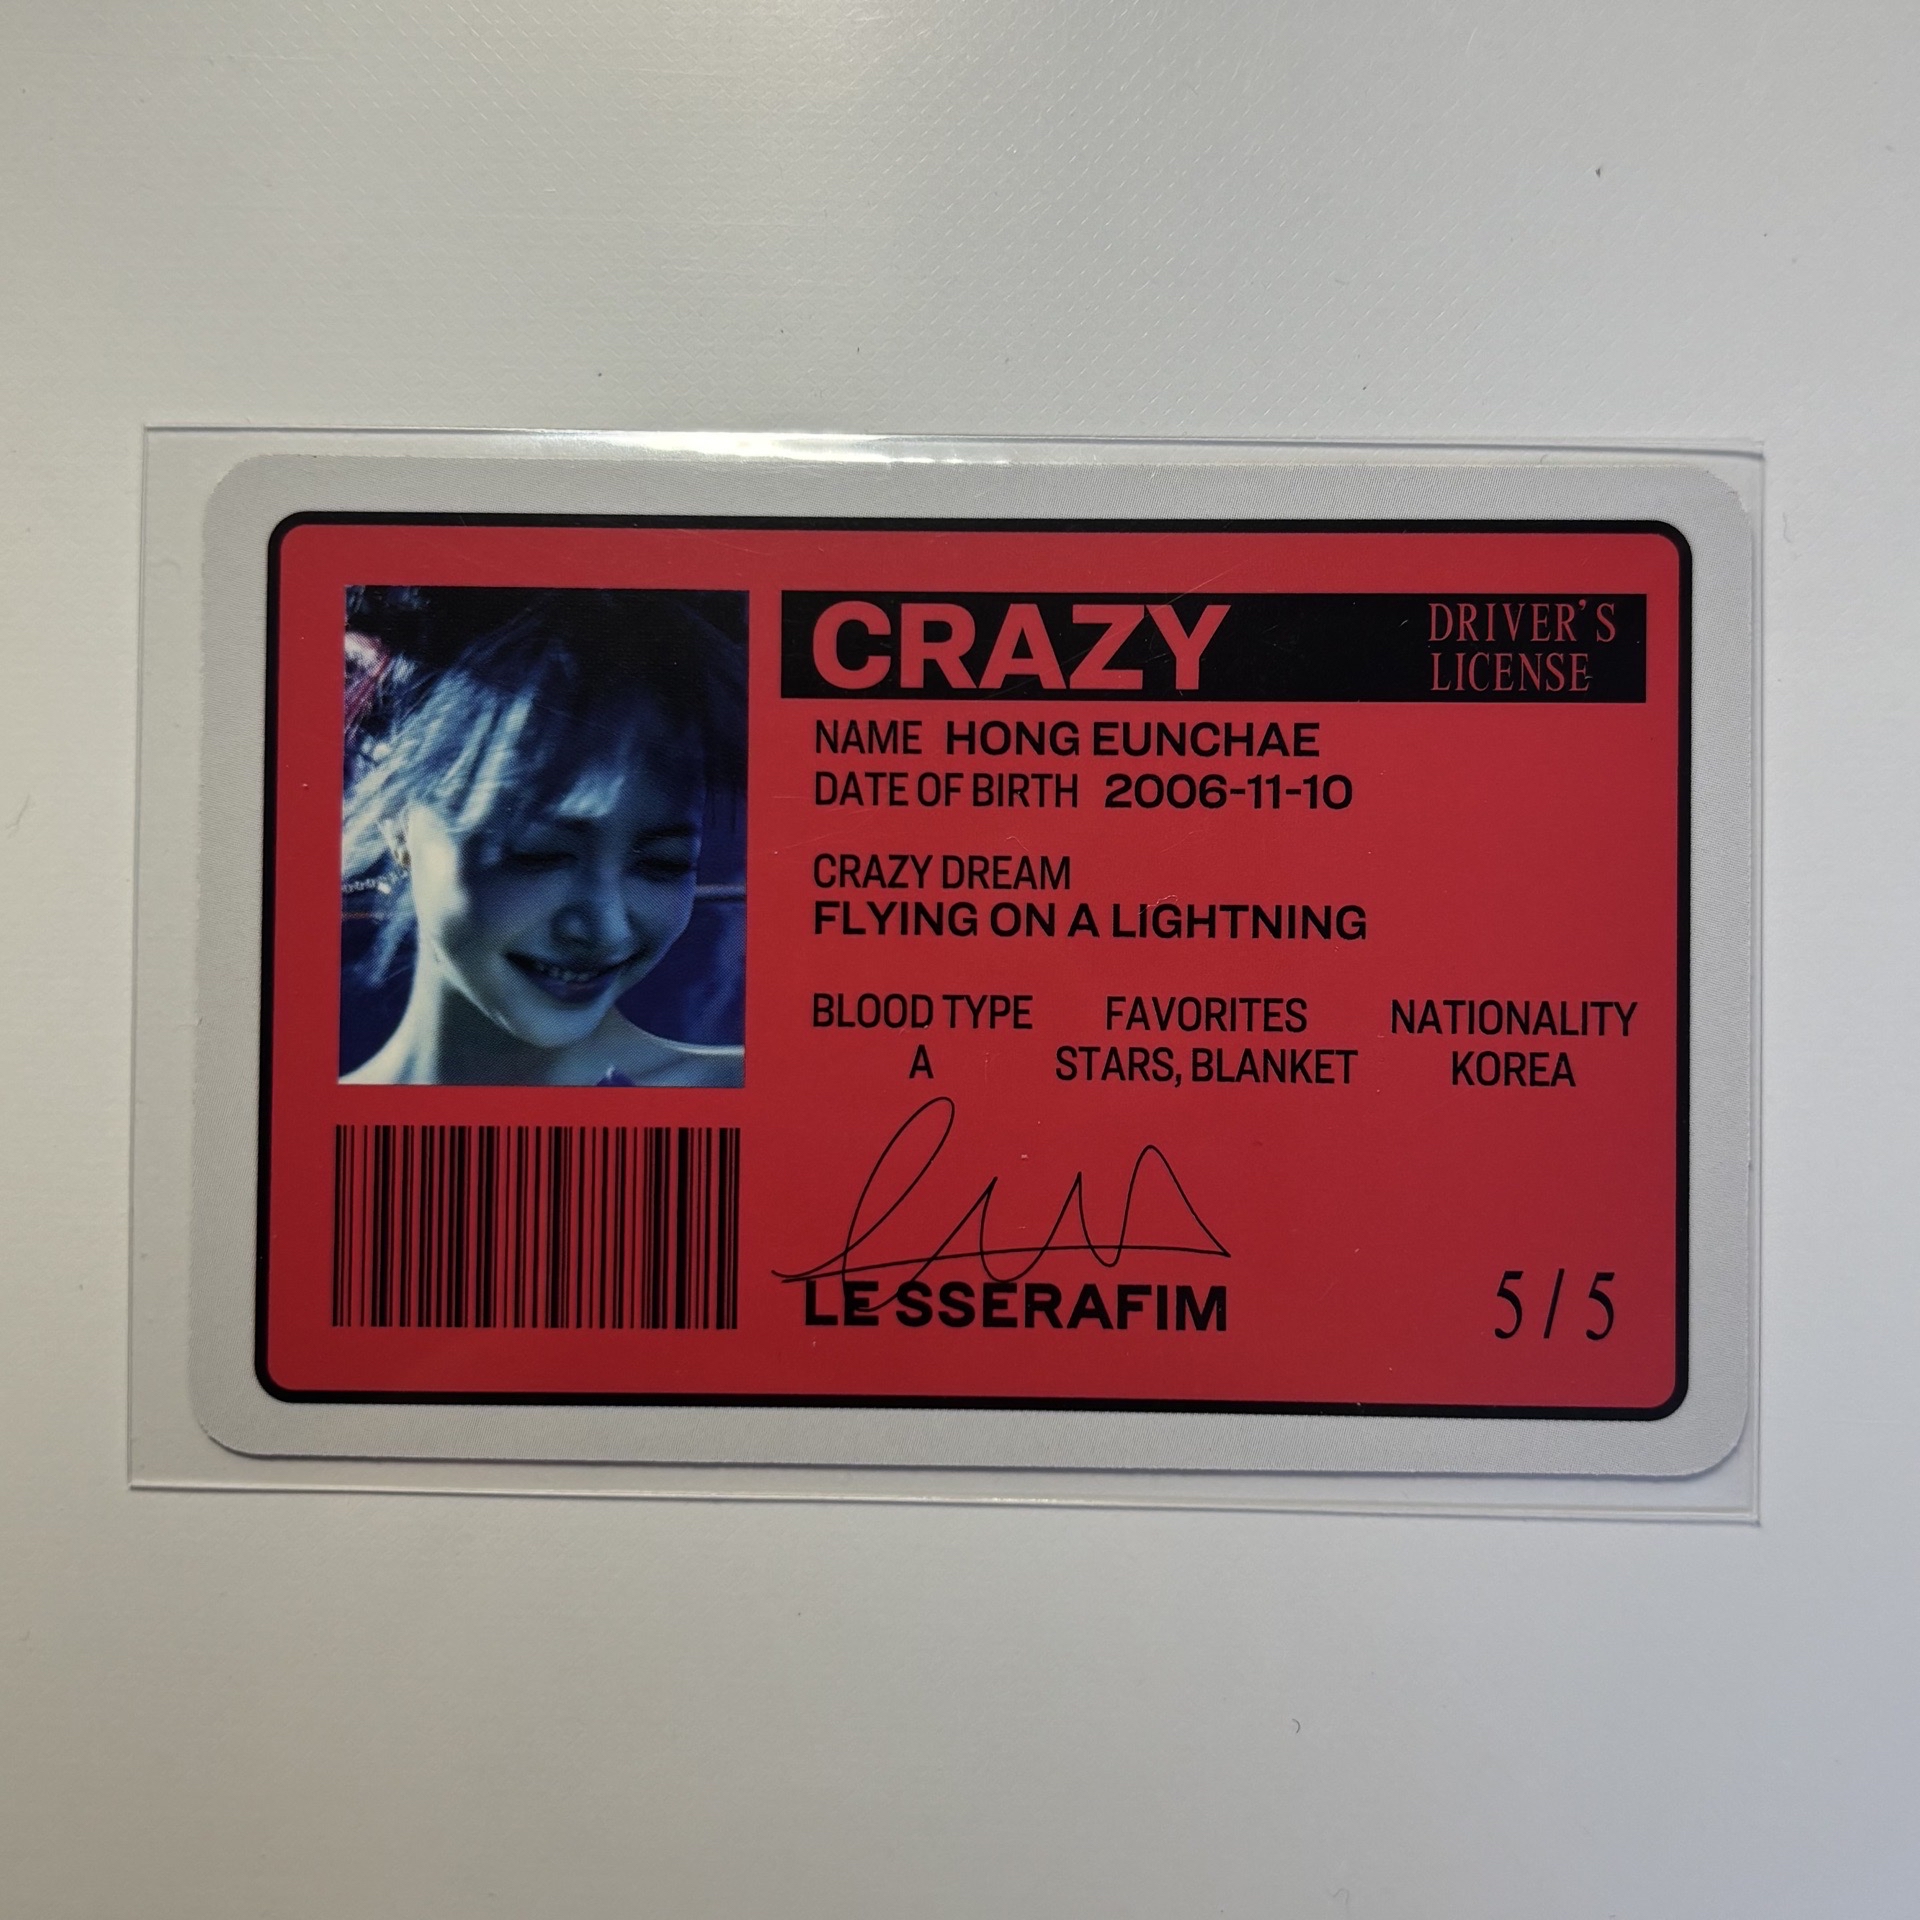 CRAZY
DRIVER'S
LICENSE
NAME HONG EUNCHAE
DATE OF BIRTH 2006-11-10
CRAZY DREAM
FLYING ON A LIGHTNING
BLOOD TYPE FAVORITES NATIONALITY
A STARS, BLANKET KOREA
LE SSERAFIM
5/5